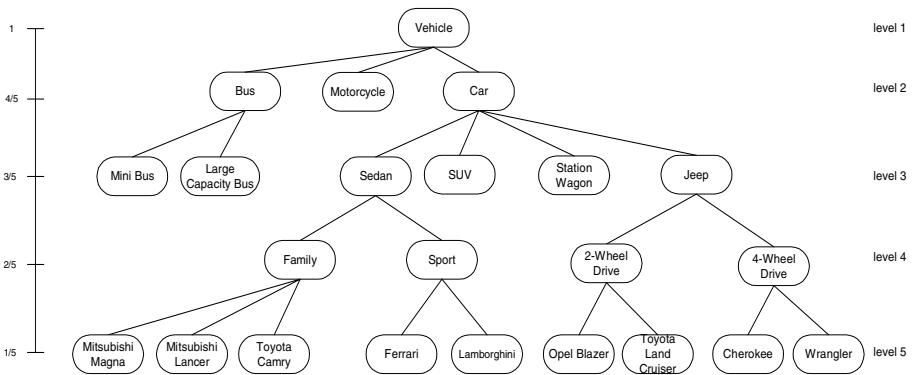 1
Vehicle
level 1
4/5
Bus
Motorcycle
Car
level 2
3/5
Mini Bus
Large
Capacity Bus
Sedan
SUV
Station
Wagon
Jeep
level 3
2/5
Family
Sport
2-Wheel
Drive
4-Wheel
Drive
level 4
1/5
Mitsubishi
Magna
Mitsubishi
Lancer
Toyota
Camry
Ferrari
Lamborghini
Opel Blazer
Toyota
Land
Cruiser
Cherokee
Wrangler
level 5